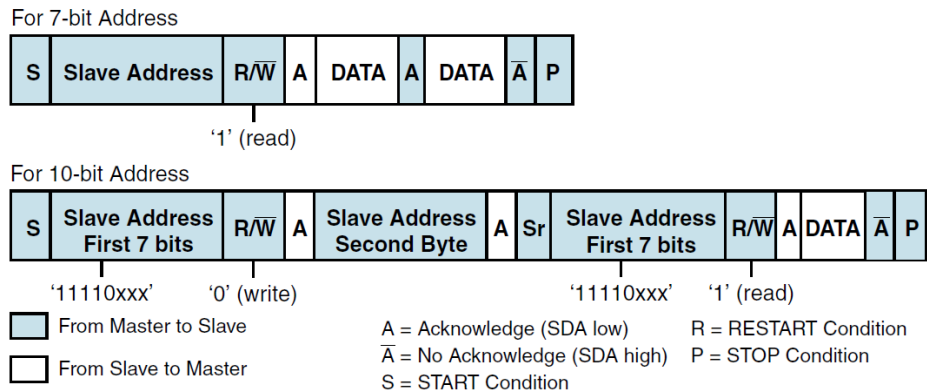 For 7-bit Address
S Slave Address R/W̅ A DATA A DATA A̅ P
‘1’ (read)
For 10-bit Address
S Slave Address First 7 bits R/W̅ A Slave Address Second Byte A Sr Slave Address First 7 bits R/W̅ A DATA A̅ P
‘11110xxx’ ‘0’ (write) ‘11110xxx’ ‘1’ (read)
From Master to Slave
From Slave to Master
A = Acknowledge (SDA low)
A̅ = No Acknowledge (SDA high)
S = START Condition
R = RESTART Condition
P = STOP Condition